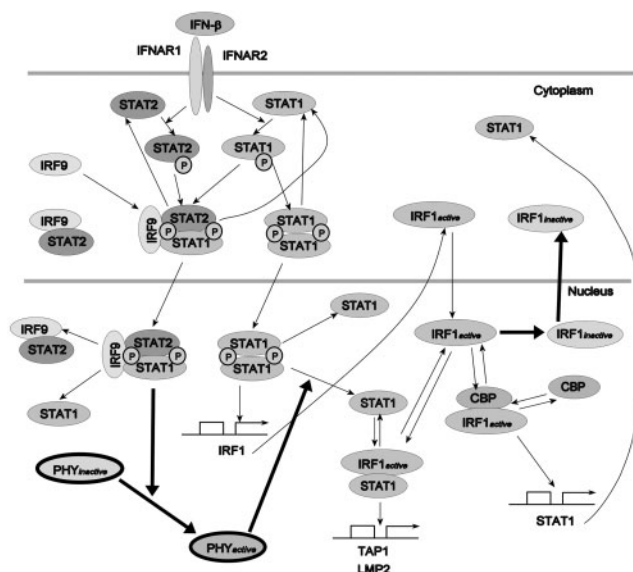 IFN-β
IFNAR1
IFNAR2
Cytoplasm
STAT2
STAT1
STAT1
STAT2
STAT1
P
P
IRF9
IRF9
STAT2
IRF9
STAT2
P
P
STAT1
STAT1
P
P
STAT1
IRF1active
IRF1inactive
Nucleus
STAT1
IRF9
STAT2
IRF9
STAT2
P
P
STAT1
STAT1
P
P
STAT1
IRF1active
IRF1inactive
STAT1
STAT1
CBP
CBP
IRF1active
IRF1
PHYinactive
IRF1active
STAT1
STAT1
PHYactive
TAP1
LMP2